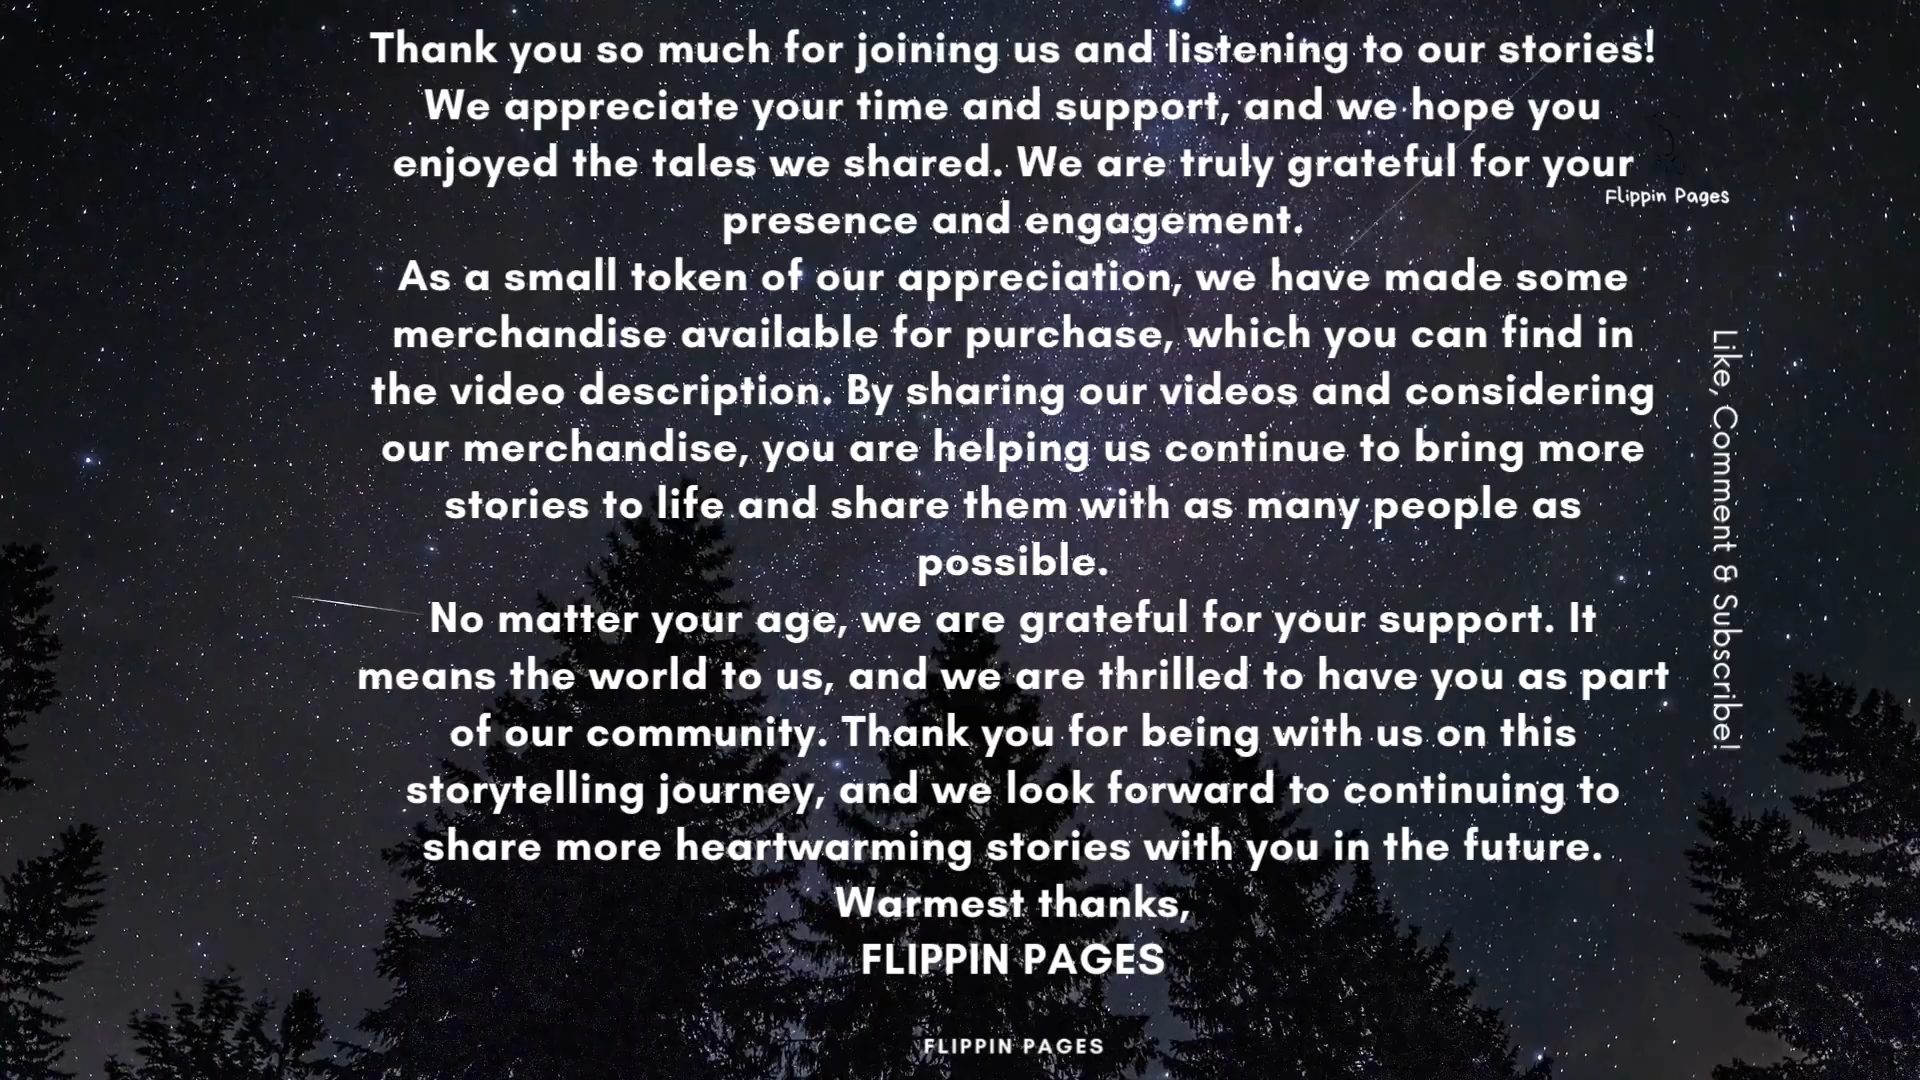 Thank you so much for joining us and listening to our stories!
We appreciate your time and support, and we hope you
enjoyed the tales we shared. We are truly grateful for your
presence and engagement.
As a small token of our appreciation, we have made some
merchandise available for purchase, which you can find in
the video description. By sharing our videos and considering
our merchandise, you are helping us continue to bring more
stories to life and share them with as many people as
possible.
No matter your age, we are grateful for your support. It
means the world to us, and we are thrilled to have you as part
of our community. Thank you for being with us on this
storytelling journey, and we look forward to continuing to
share more heartwarming stories with you in the future.
Warmest thanks,
FLIPPIN PAGES
FLIPPIN PAGES
Flippin Pages
Like, Comment & Subscribe!